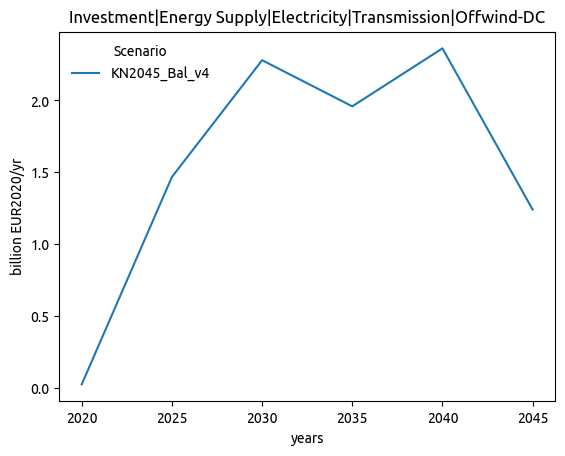 Investment|Energy Supply|Electricity|Transmission|Offwind-DC
Scenario
KN2045_Bal_v4
billion EUR2020/yr
2.0
1.5
1.0
0.5
0.0
2020 2025 2030 2035 2040 2045
years